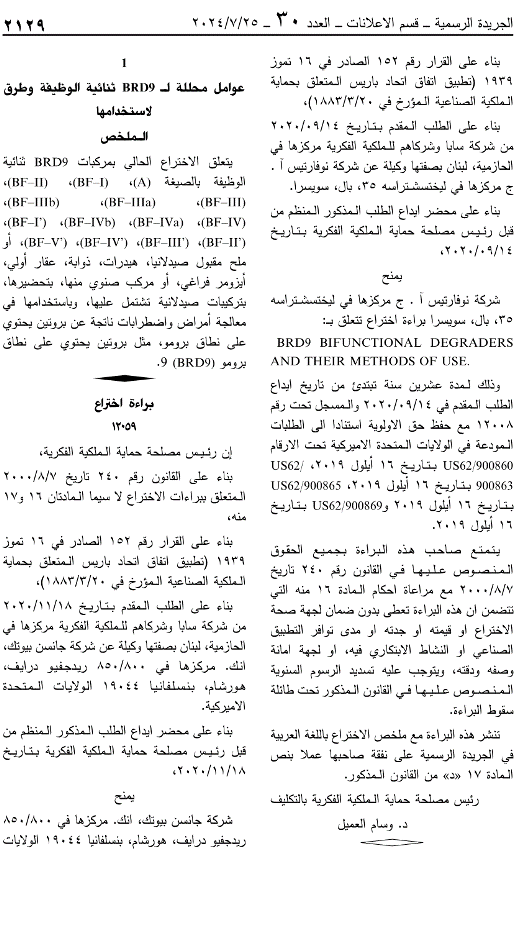 الجريدة الرسمية – قسم الاعلانات – العدد ٣٠ – ٢٠٢٤/٧/٢٥
٢١٢٩
بناء على القرار رقم ١٥٢ الصادر في ١٦ تموز
١٩٣٩ (تطبيق اتفاق اتحاد باريس المتعلق بحماية
الملكية الصناعية المؤرخ في ١٨٨٣/٣/٢٠)،
بناء على الطلب المقدم بتاريخ ٢٠٢٠/٠٩/١٤
من شركة سابا وشركاهم للملكية الفكرية مركزها في
الحازمية، لبنان بصفتها وكيلة عن شركة نوفارتيس آ .
ج مركزها في ليختسشتراسه ٣٥، بال، سويسرا.
بناء على محضر ايداع الطلب المذكور المنظم من
قبل رئيس مصلحة حماية الملكية الفكرية بتاريخ
٢٠٢٠/٠٩/١٤،
يمنح
شركة نوفارتيس آ . ج مركزها في ليختسشتراسه
٣٥، بال، سويسرا براءة اختراع تتعلق بـ:
BRD9 BIFUNCTIONAL DEGRADERS
AND THEIR METHODS OF USE.
وذلك لمدة عشرين سنة تبتدئ من تاريخ ايداع
الطلب المقدم في ٢٠٢٠/٠٩/١٤ والمسجل تحت رقم
١٢٠٠٨ مع حفظ حق الاولوية استنادا الى الطلبات
المودعة في الولايات المتحدة الاميركية تحت الارقام
US62/900860 بتاريخ ١٦ أيلول ٢٠١٩، US62/
900863 بتاريخ ١٦ أيلول ٢٠١٩، US62/900865
بتاريخ ١٦ أيلول ٢٠١٩ وUS62/900869 بتاريخ
١٦ أيلول ٢٠١٩.
يتمتع صاحب هذه البراءة بجميع الحقوق
المنصوص عليها في القانون رقم ٢٤٠ تاريخ
٢٠٠٠/٨/٧ مع مراعاة احكام المادة ١٦ منه التي
تتضمن ان هذه البراءة تعطى بدون ضمان لجهة صحة
الاختراع او قيمته او جدته او مدى توافر التطبيق
الصناعي او النشاط الابتكاري فيه، او لجهة امانة
وصفه ودقته، ويتوجب عليه تسديد الرسوم السنوية
المنصوص عليها في القانون المذكور تحت طائلة
سقوط البراءة.
تنشر هذه البراءة مع ملخص الاختراع باللغة العربية
في الجريدة الرسمية على نفقة صاحبها عملا بنص
المادة ١٧ «د» من القانون المذكور.
رئيس مصلحة حماية الملكية الفكرية بالتكليف
د. وسام العميل
1
عوامل محللة لـ BRD9 ثنائية الوظيفة وطرق
لاستخدامها
الملخص
يتعلق الاختراع الحالي بمركبات BRD9 ثنائية
الوظيفة بالصيغة (A)، (BF–I)، (BF–II)،
(BF–III)، (BF–IIIa)، (BF–IIIb)،
(BF–IV)، (BF–IVa)، (BF–IVb)، (BF–I')،
(BF–II')، (BF–III')، (BF–IV')، (BF–V')، أو
ملح مقبول صيدلانيا، هيدرات، ذوابة، عقار أولي،
أيزومر فراغي، أو مركب صنوي منها، بتحضيرها،
بتركيبات صيدلانية تشتمل عليها، وباستخدامها في
معالجة أمراض واضطرابات ناتجة عن بروتين يحتوي
على نطاق برومو، مثل بروتين يحتوي على نطاق
برومو (BRD9) 9.
براءة اختراع
١٢٠٥٩
إن رئيس مصلحة حماية الملكية الفكرية،
بناء على القانون رقم ٢٤٠ تاريخ ٢٠٠٠/٨/٧
المتعلق ببراءات الاختراع لا سيما المادتان ١٦ و١٧
منه،
بناء على القرار رقم ١٥٢ الصادر في ١٦ تموز
١٩٣٩ (تطبيق اتفاق اتحاد باريس المتعلق بحماية
الملكية الصناعية المؤرخ في ١٨٨٣/٣/٢٠)،
بناء على الطلب المقدم بتاريخ ٢٠٢٠/١١/١٨
من شركة سابا وشركاهم للملكية الفكرية مركزها في
الحازمية، لبنان بصفتها وكيلة عن شركة جانسن بيوتك،
انك. مركزها في ٨٥٠/٨٠٠ ريدجفيو درايف،
هورشام، بنسلفانيا ١٩٠٤٤ الولايات المتحدة
الاميركية.
بناء على محضر ايداع الطلب المذكور المنظم من
قبل رئيس مصلحة حماية الملكية الفكرية بتاريخ
٢٠٢٠/١١/١٨،
يمنح
شركة جانسن بيوتك، انك. مركزها في ٨٥٠/٨٠٠
ريدجفيو درايف، هورشام، بنسلفانيا ١٩٠٤٤ الولايات